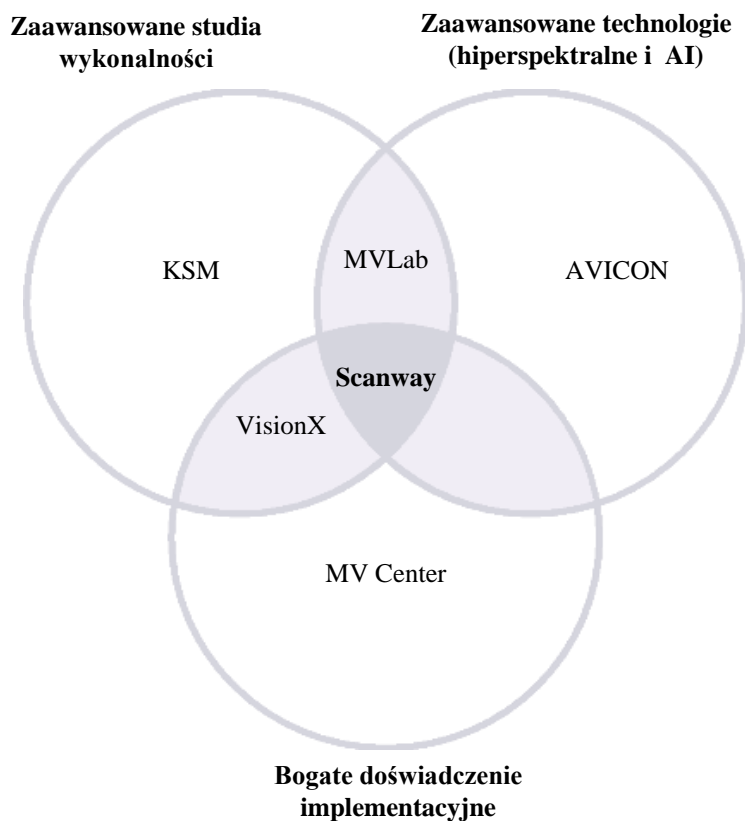 Zaawansowane studia
wykonalności
Zaawansowane technologie
(hiperspektralne i AI)
KSM
MVLab
AVICON
Scanway
VisionX
MV Center
Bogate doświadczenie
implementacyjne